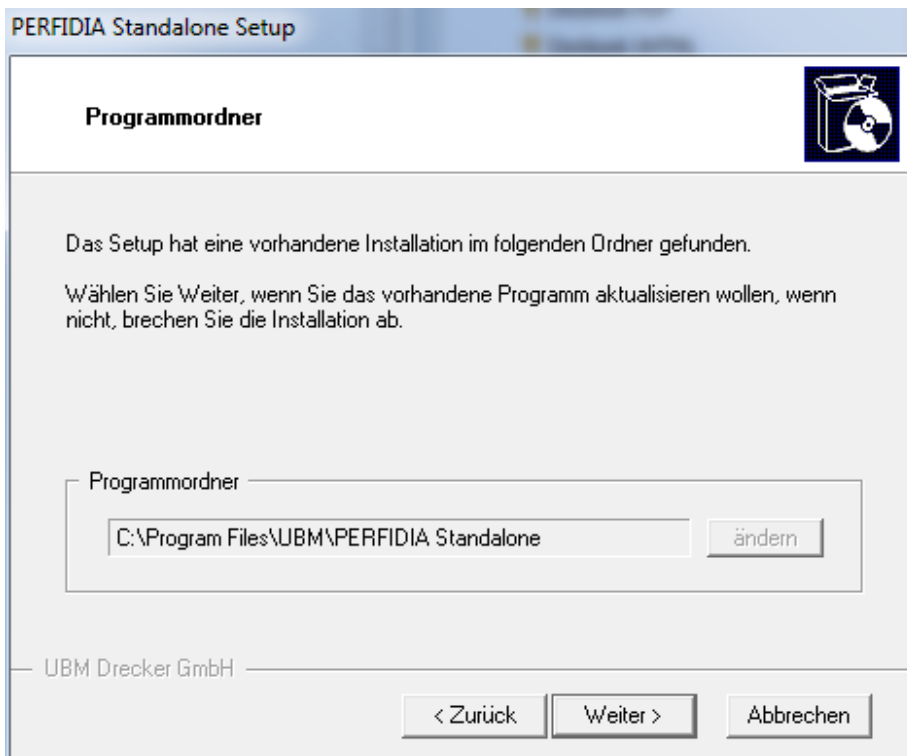 PERFIDIA Standalone Setup
Programmordner
Das Setup hat eine vorhandene Installation im folgenden Ordner gefunden.
Wählen Sie Weiter, wenn Sie das vorhandene Programm aktualisieren wollen, wenn
nicht, brechen Sie die Installation ab.
Programmordner
C:\Program Files\UBM\PERFIDIA Standalone
ändern
UBM Drecker GmbH
< Zurück
Weiter >
Abbrechen